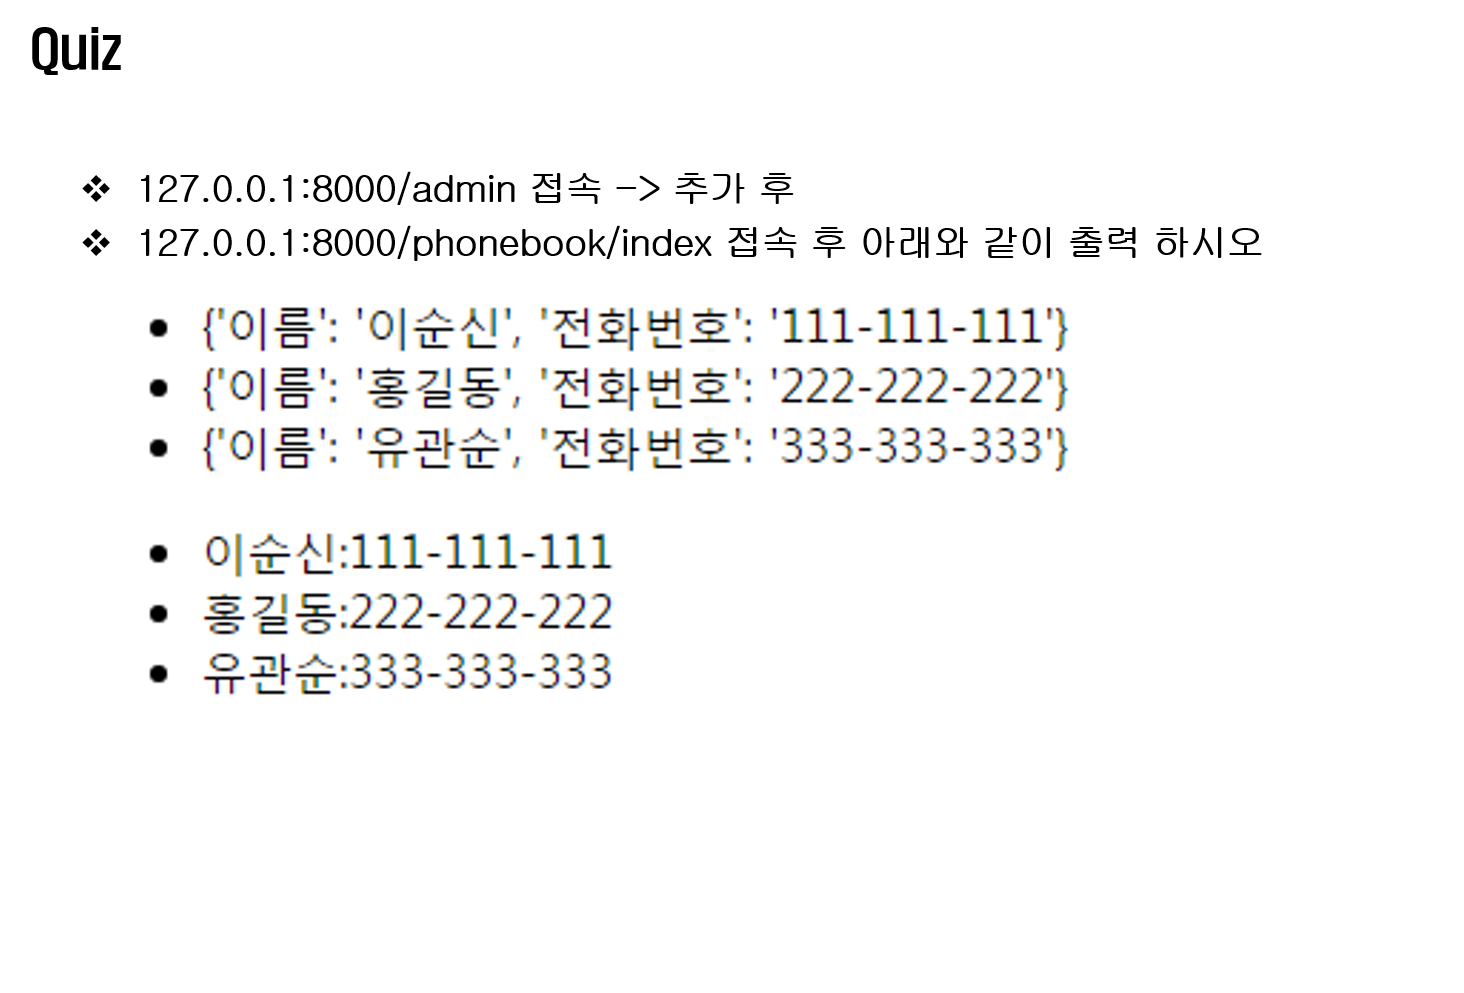 Quiz
❖ 127.0.0.1:8000/admin 접속 -> 추가 후
❖ 127.0.0.1:8000/phonebook/index 접속 후 아래와 같이 출력 하시오
• {'이름': '이순신', '전화번호': '111-111-111'}
• {'이름': '홍길동', '전화번호': '222-222-222'}
• {'이름': '유관순', '전화번호': '333-333-333'}
• 이순신:111-111-111
• 홍길동:222-222-222
• 유관순:333-333-333